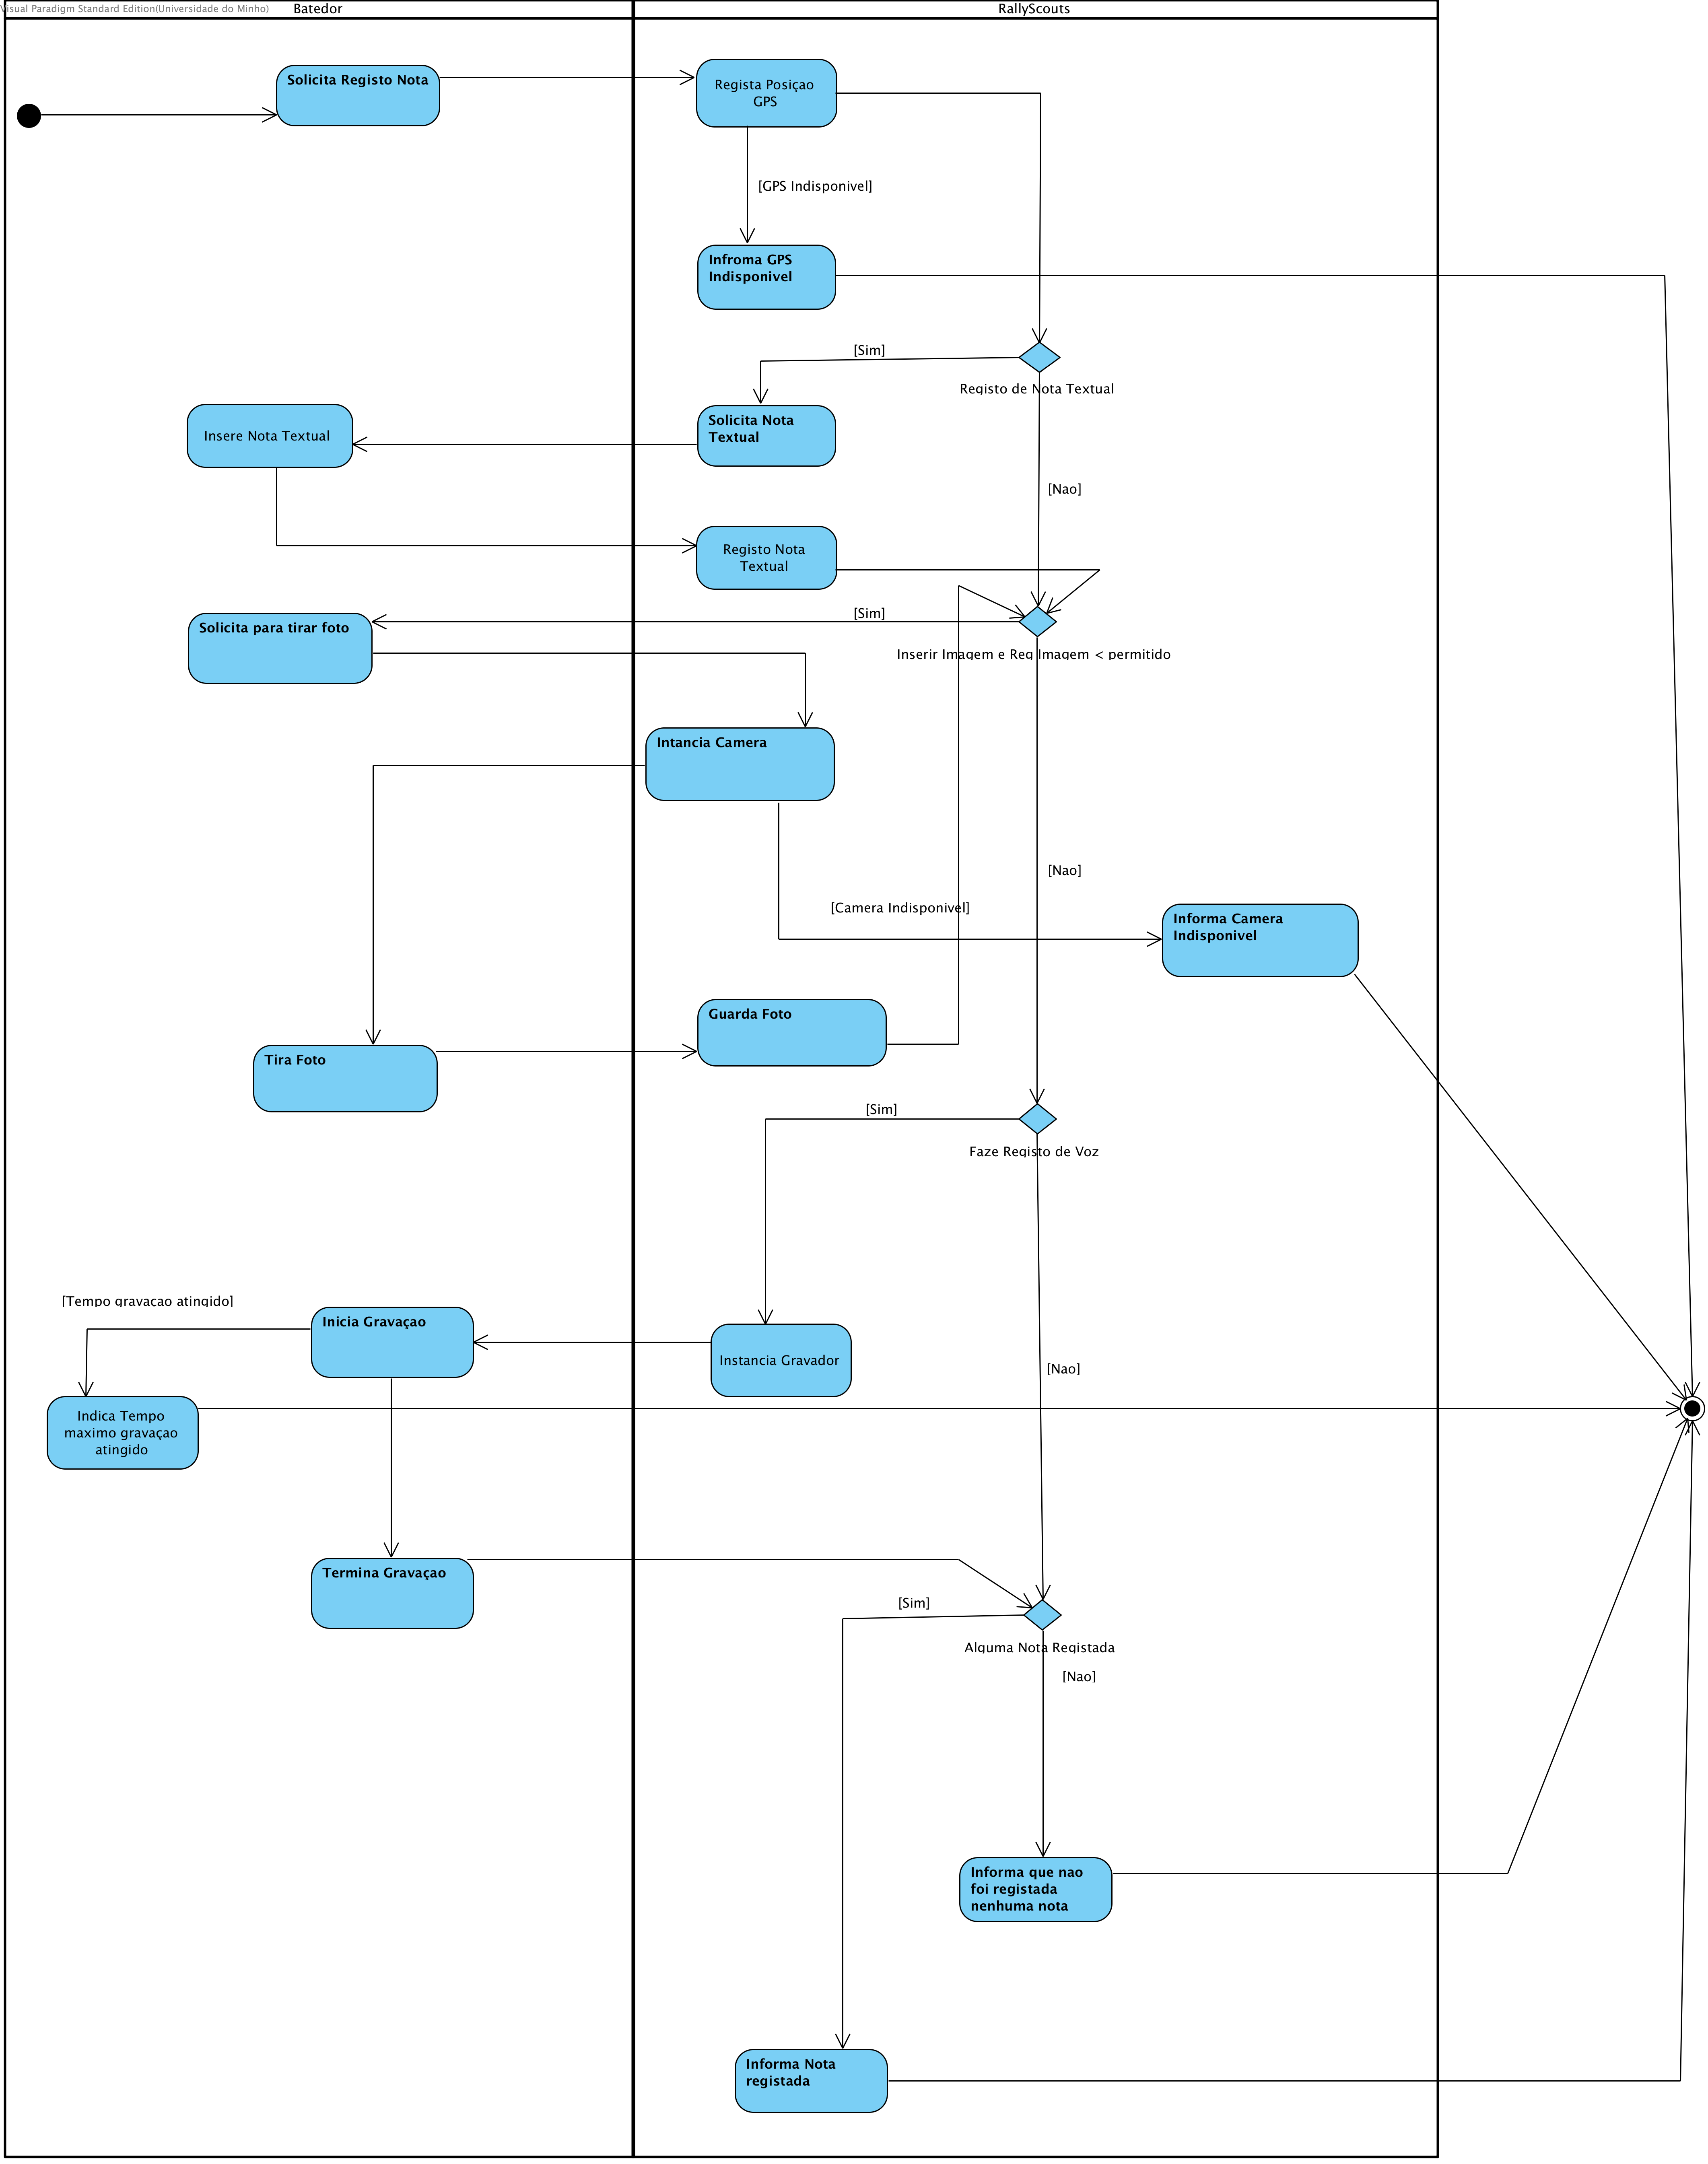 Visual Paradigm Standard Edition(Universidade do Minho)
Batedor
RallyScouts
Solicita Registo Nota
Regista Posiçao
GPS
[GPS Indisponivel]
Infroma GPS
Indisponivel
[Sim]
Registo de Nota Textual
Solicita Nota
Textual
Insere Nota Textual
[Nao]
Registo Nota
Textual
[Sim]
Solicita para tirar foto
Inserir Imagem e Reg Imagem < permitido
Intancia Camera
[Nao]
[Camera Indisponivel]
Informa Camera
Indisponivel
Guarda Foto
Tira Foto
[Sim]
Faze Registo de Voz
[Tempo gravaçao atingido]
Inicia Gravaçao
Instancia Gravador
[Nao]
Indica Tempo
maximo gravaçao
atingido
Termina Gravaçao
[Sim]
Alguma Nota Registada
[Nao]
Informa que nao
foi registada
nenhuma nota
Informa Nota
registada